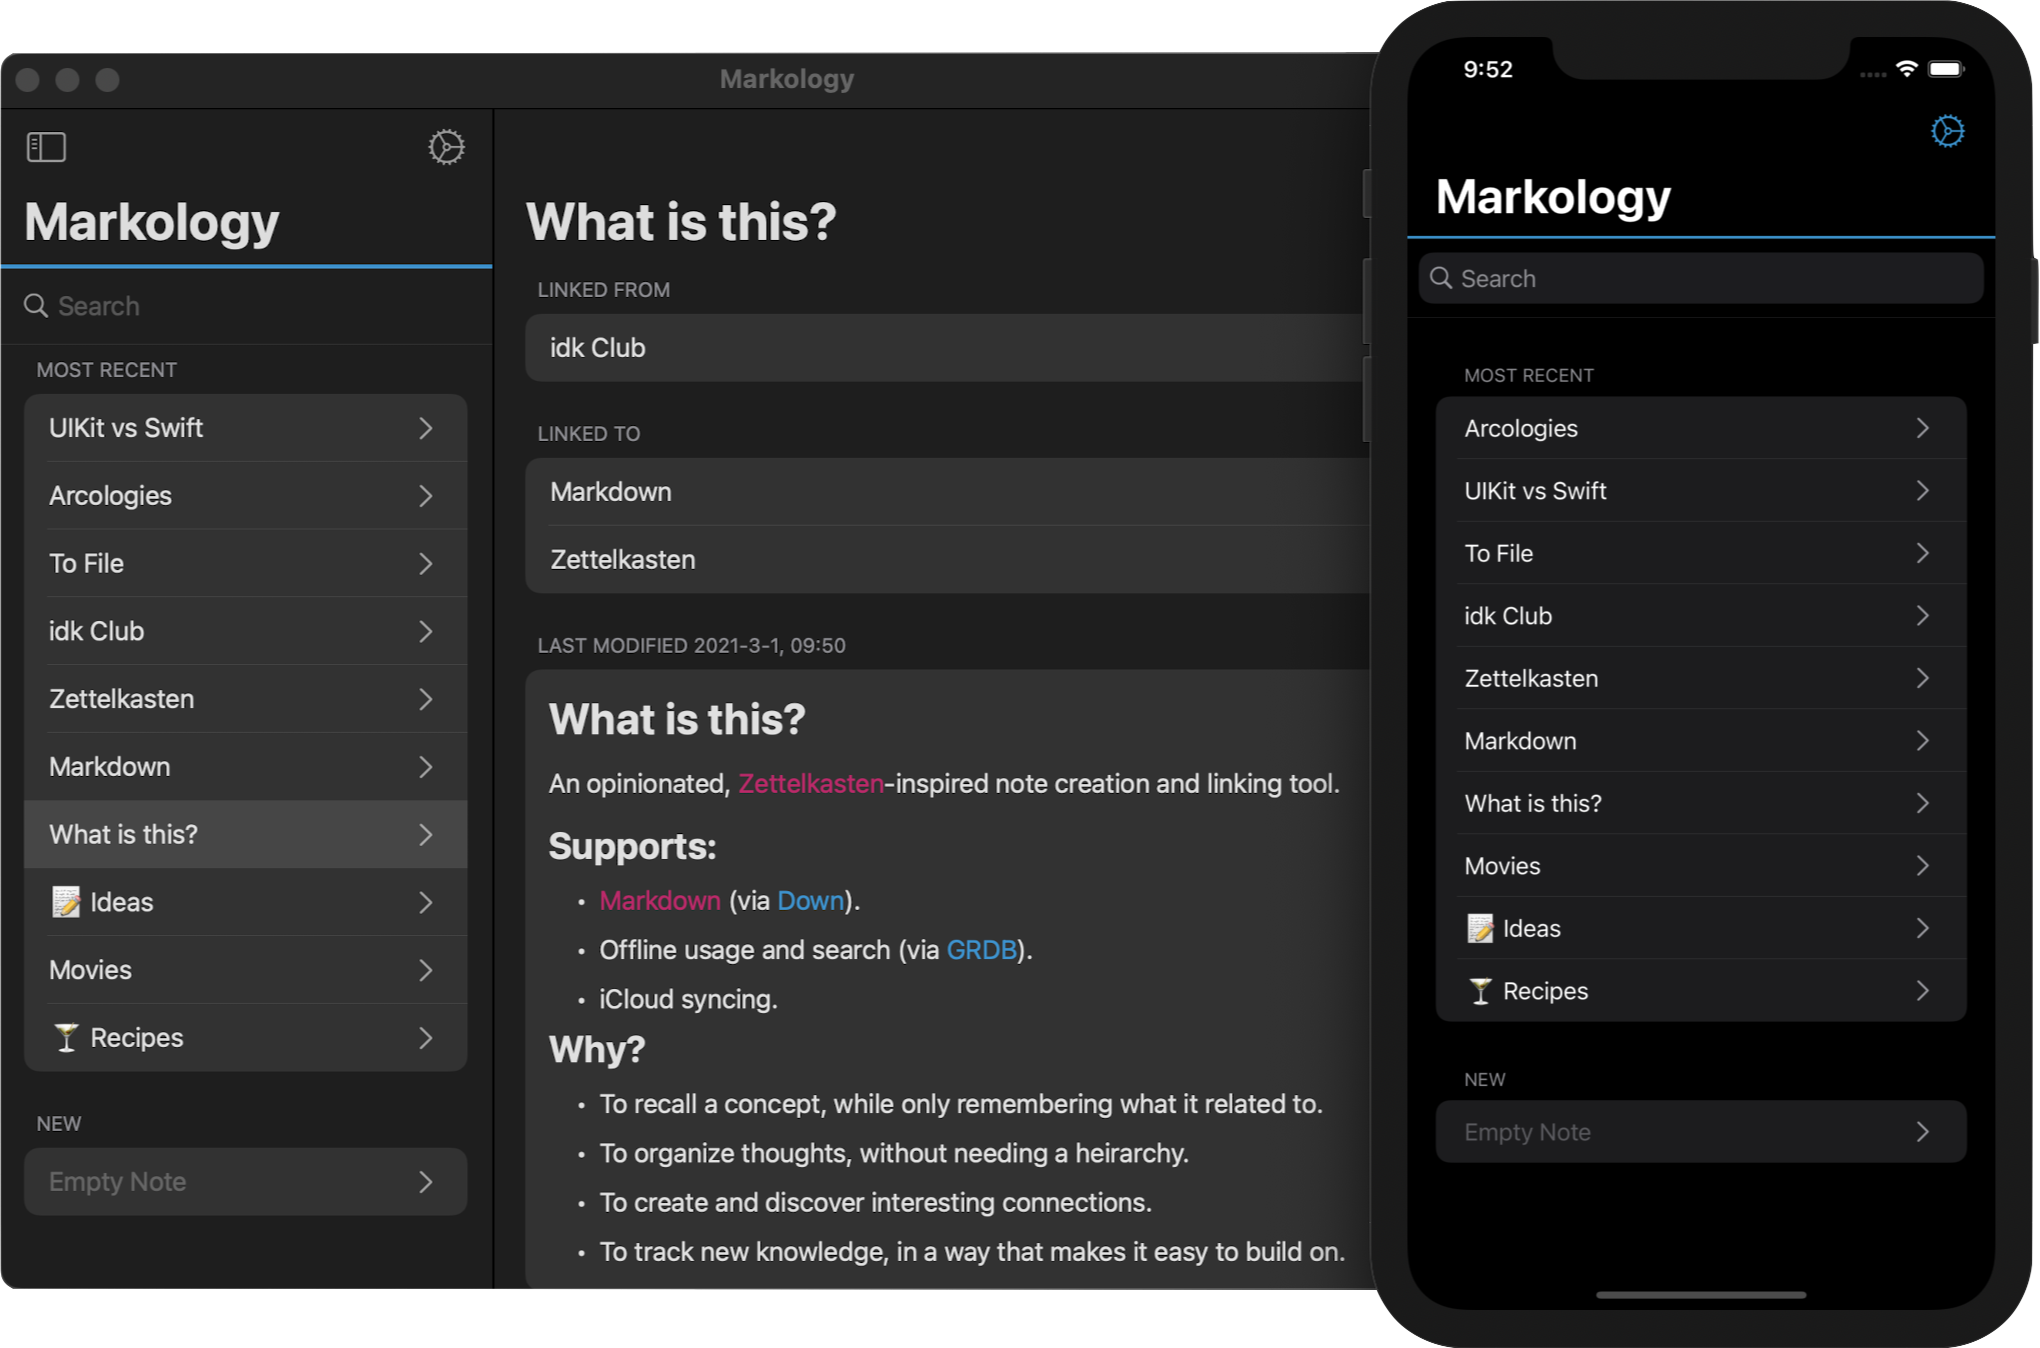 Markology
Markology
Search
MOST RECENT
UIKit vs Swift
Arcologies
To File
idk Club
Zettelkasten
Markdown
What is this?
📝 Ideas
Movies
🍸 Recipes
NEW
Empty Note
What is this?
LINKED FROM
idk Club
LINKED TO
Markdown
Zettelkasten
LAST MODIFIED 2021-3-1, 09:50
What is this?
An opinionated, Zettelkasten-inspired note creation and linking tool.
Supports:
• Markdown (via Down).
• Offline usage and search (via GRDB).
• iCloud syncing.
Why?
• To recall a concept, while only remembering what it related to.
• To organize thoughts, without needing a heirarchy.
• To create and discover interesting connections.
• To track new knowledge, in a way that makes it easy to build on.
9:52
Markology
Search
MOST RECENT
Arcologies
UIKit vs Swift
To File
idk Club
Zettelkasten
Markdown
What is this?
Movies
📝 Ideas
🍸 Recipes
NEW
Empty Note